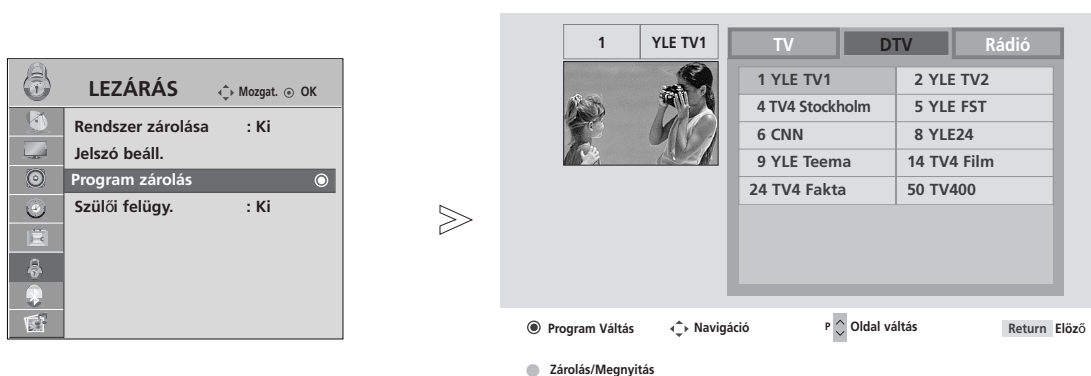 LEZÁRÁS Mozgat. OK
Rendszer zárolása : Ki
Jelszó beáll.
Program zárolás
Szülői felügy. : Ki
1 YLE TV1
TV DTV Rádió
1 YLE TV1 2 YLE TV2
4 TV4 Stockholm 5 YLE FST
6 CNN 8 YLE24
9 YLE Teema 14 TV4 Film
24 TV4 Fakta 50 TV400
Program Váltás Navigáció P Oldal váltás Return Elöző
Zárolás/Megnyitás